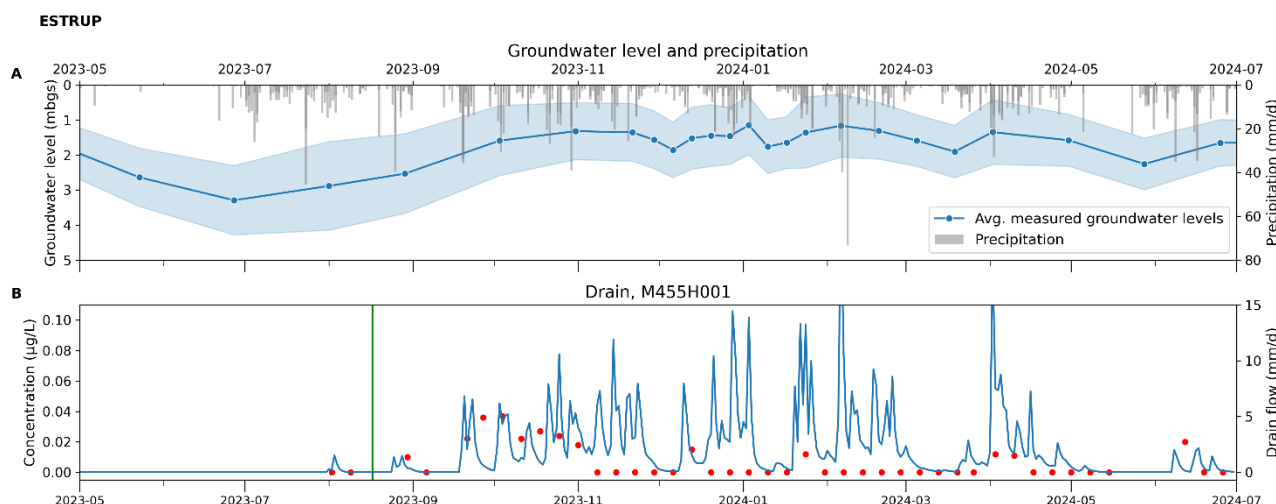 ESTRUP
Groundwater level and precipitation
A
2023-05 2023-07 2023-09 2023-11 2024-01 2024-03 2024-05 2024-07
Groundwater level (mbgs)
0 1 2 3 4 5
Avg. measured groundwater levels
Precipitation
0 20 40 60 80
Precipitation (mm/d)
B
Drain, M455H001
Concentration (µg/L)
0.10 0.08 0.06 0.04 0.02 0.00
15 10 5 0
Drain flow (mm/d)
2023-05 2023-07 2023-09 2023-11 2024-01 2024-03 2024-05 2024-07